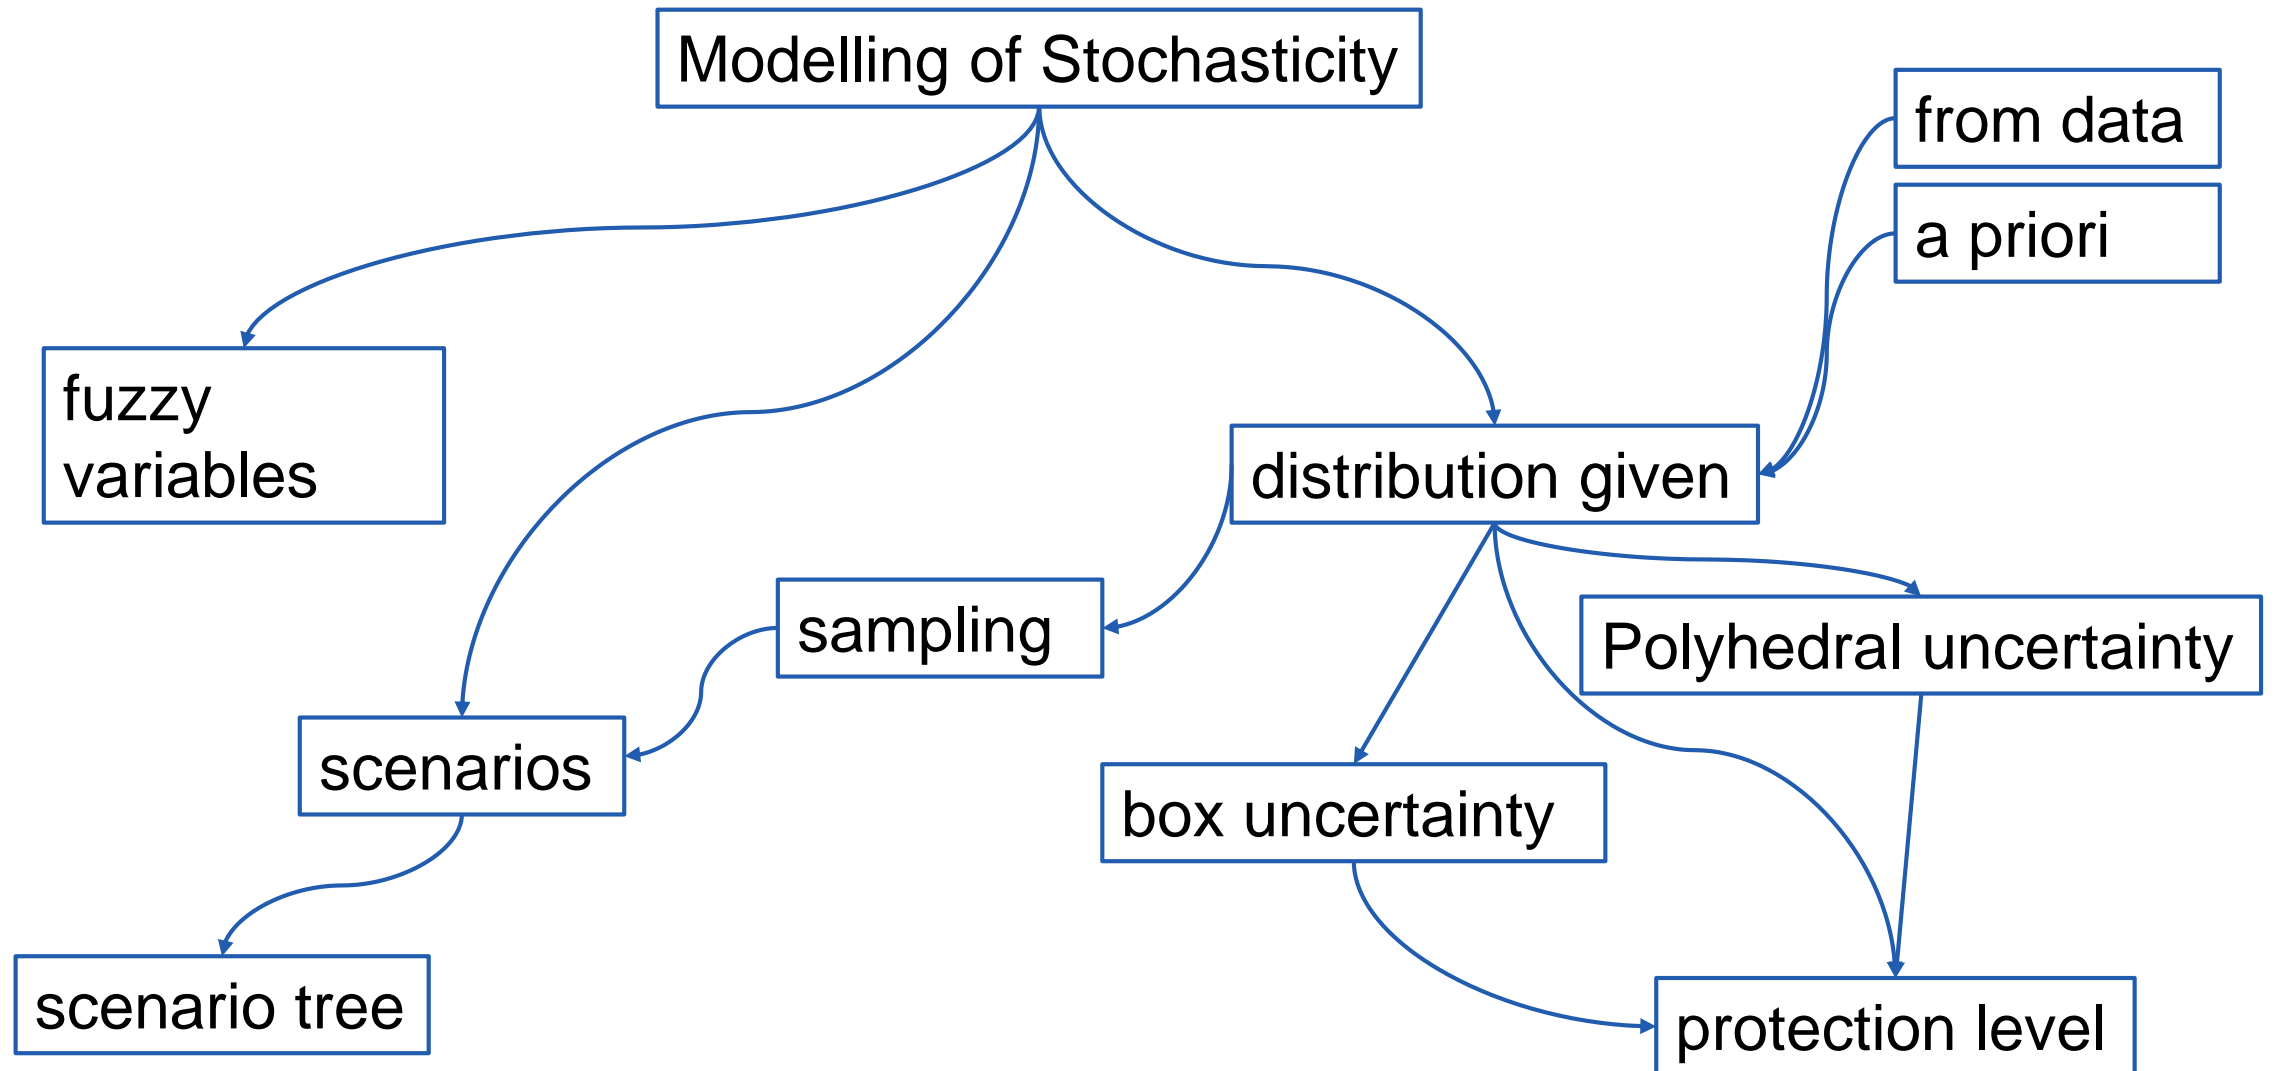 Modelling of Stochasticity
from data
a priori
fuzzy
variables
distribution given
sampling
Polyhedral uncertainty
scenarios
box uncertainty
scenario tree
protection level